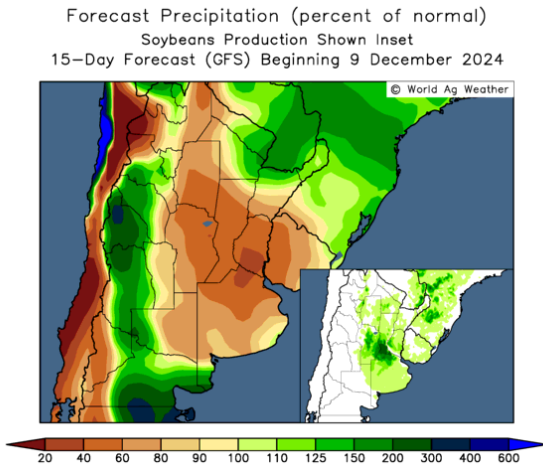 Forecast Precipitation (percent of normal)
Soybeans Production Shown Inset
15-Day Forecast (GFS) Beginning 9 December 2024
© World Ag Weather
20 40 60 80 90 100 110 125 150 200 300 400 600